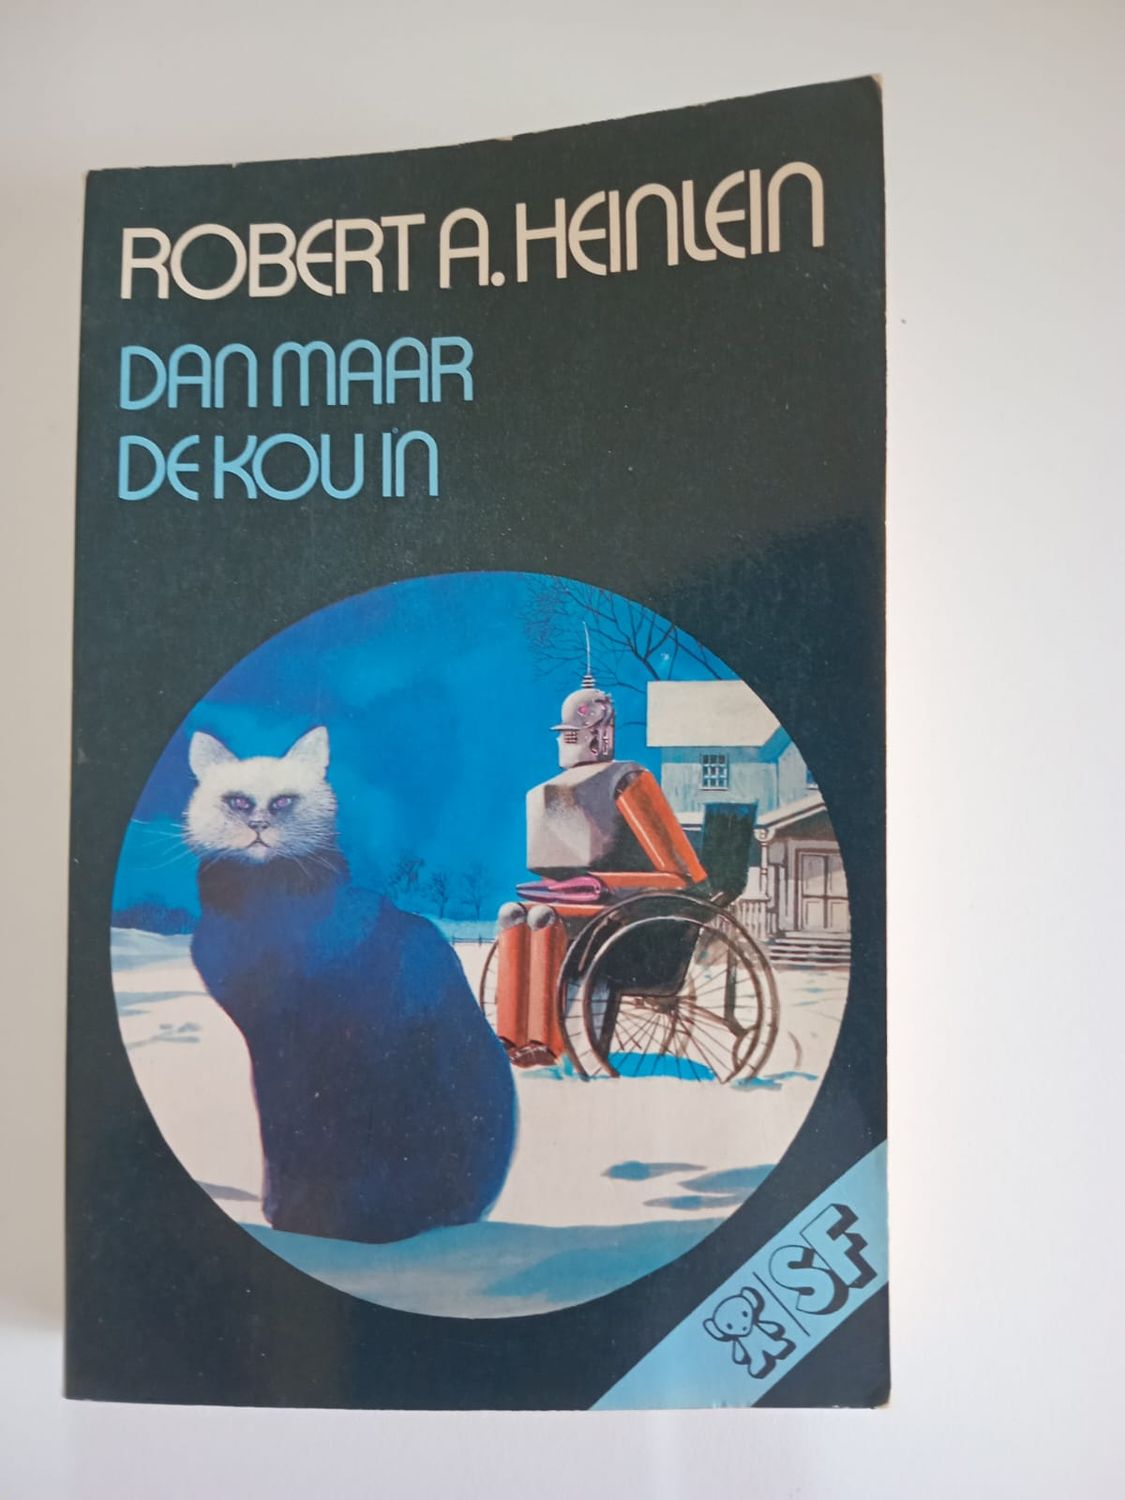 ROBERT A. HEINLEIN
DAN MAAR
DE KOU IN
SF